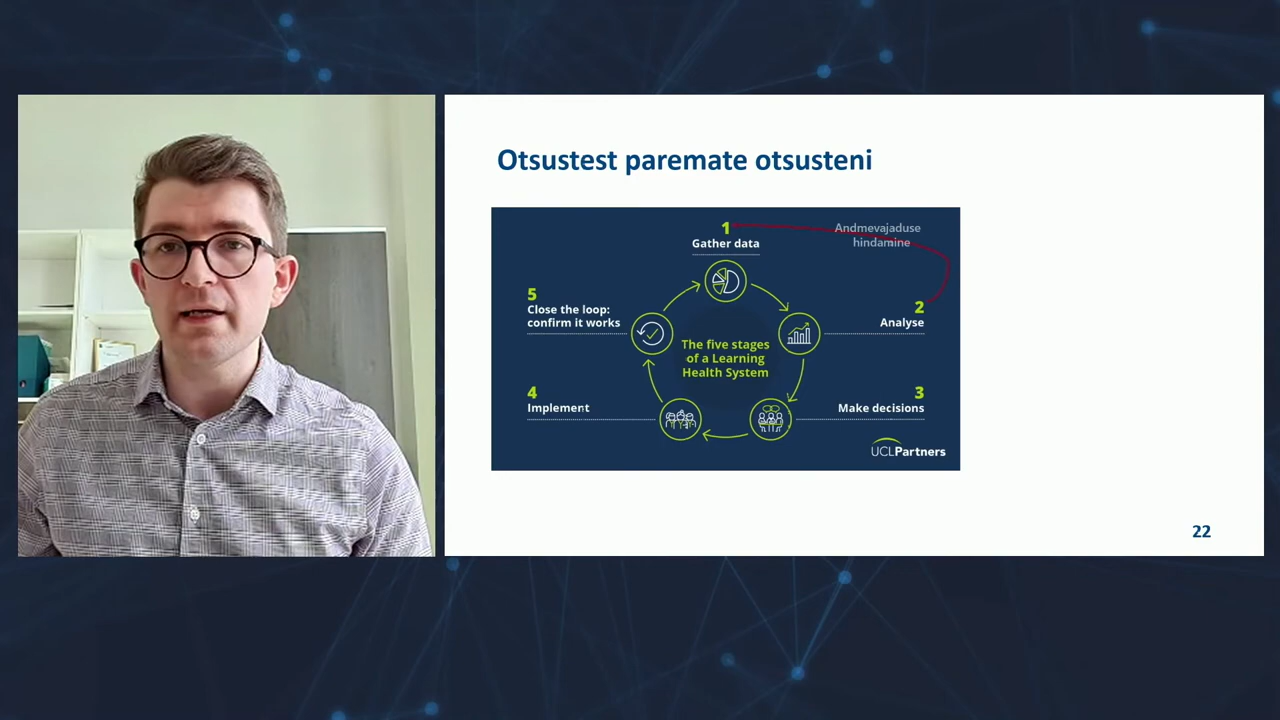 Otsustest paremate otsusteni
1
Gather data
Andmevajaduse
hindamine
2
Analyse
3
Make decisions
4
Implement
5
Close the loop:
confirm it works
The five stages
of a Learning
Health System
UCLPartners
22